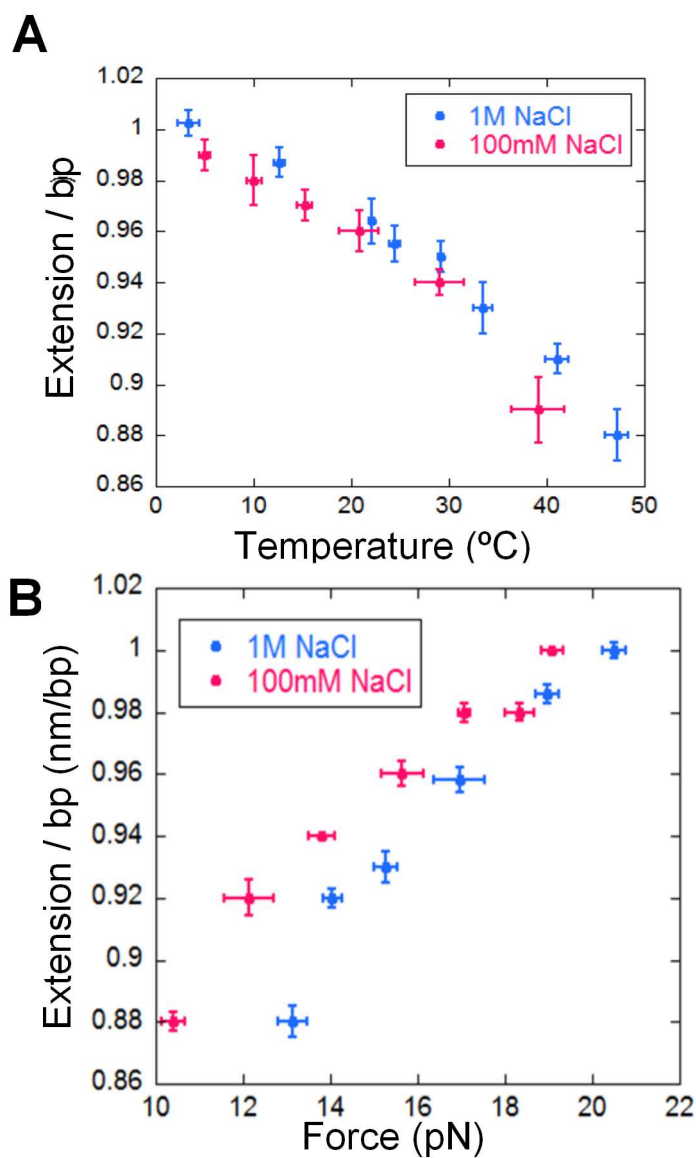 A
Extension / bp
1.02
1
0.98
0.96
0.94
0.92
0.9
0.88
0.86
1M NaCl
100mM NaCl
0 10 20 30 40 50
Temperature (ºC)
B
Extension / bp (nm/bp)
1.02
1
0.98
0.96
0.94
0.92
0.9
0.88
0.86
1M NaCl
100mM NaCl
10 12 14 16 18 20 22
Force (pN)